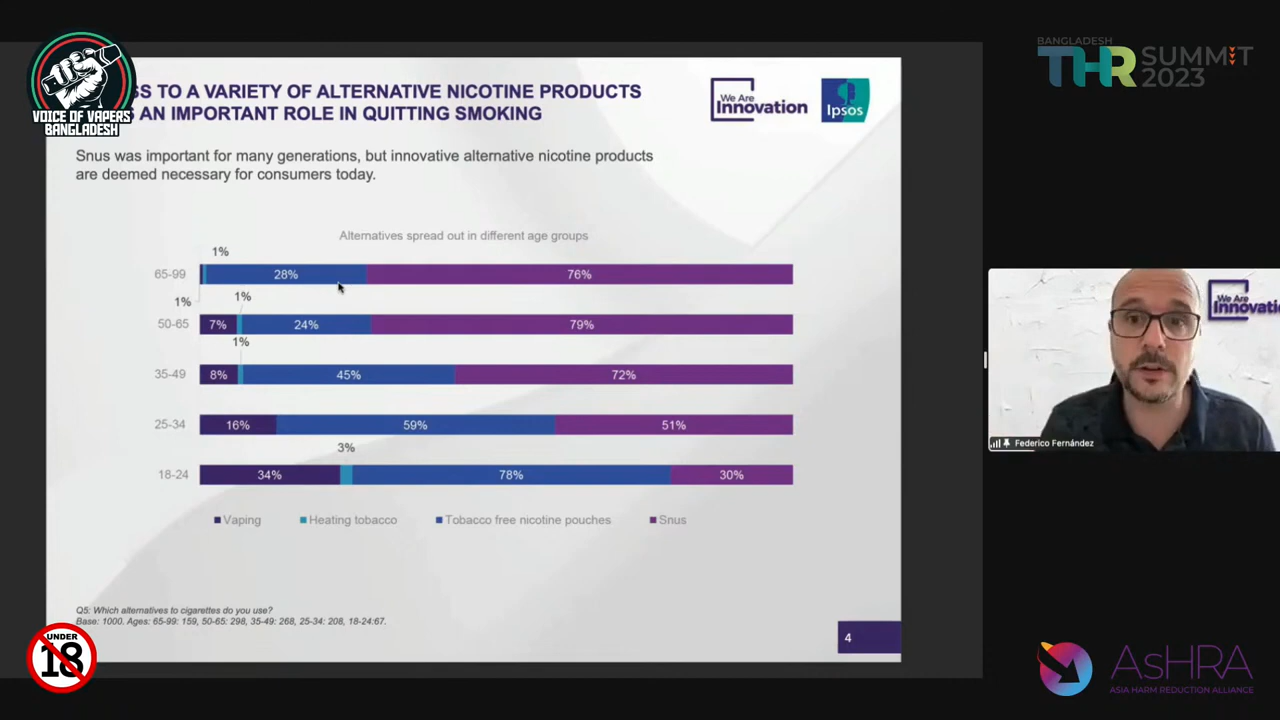 BANGLADESH
THR SUMMIT
2023
VOICE OF VAPERS
BANGLADESH
SS TO A VARIETY OF ALTERNATIVE NICOTINE PRODUCTS
S AN IMPORTANT ROLE IN QUITTING SMOKING
We Are
Innovation
Ipsos
Snus was important for many generations, but innovative alternative nicotine products
are deemed necessary for consumers today.
Alternatives spread out in different age groups
1%
65-99 28% 76%
1% 1%
50-65 7% 24% 79%
1%
35-49 8% 45% 72%
25-34 16% 59% 51%
3%
18-24 34% 78% 30%
Vaping Heating tobacco Tobacco free nicotine pouches Snus
Q5: Which alternatives to cigarettes do you use?
Base: 1000. Ages: 65-99: 159, 50-65: 298, 35-49: 268, 25-34: 208, 18-24:67.
4
We Are
Innovati
Federico Fernández
UNDER
18
AsHRA
ASIA HARM REDUCTION ALLIANCE